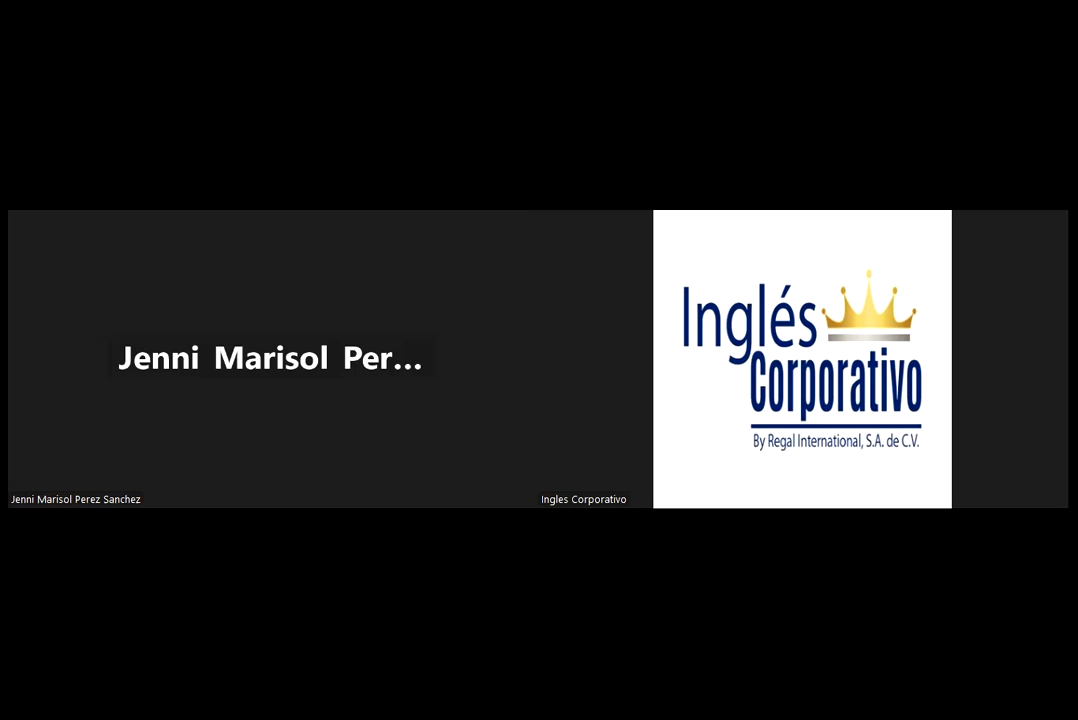 Jenni Marisol Per...
Jenni Marisol Perez Sanchez
Ingles Corporativo
Inglés
Corporativo
By Regal International, S.A. de C.V.